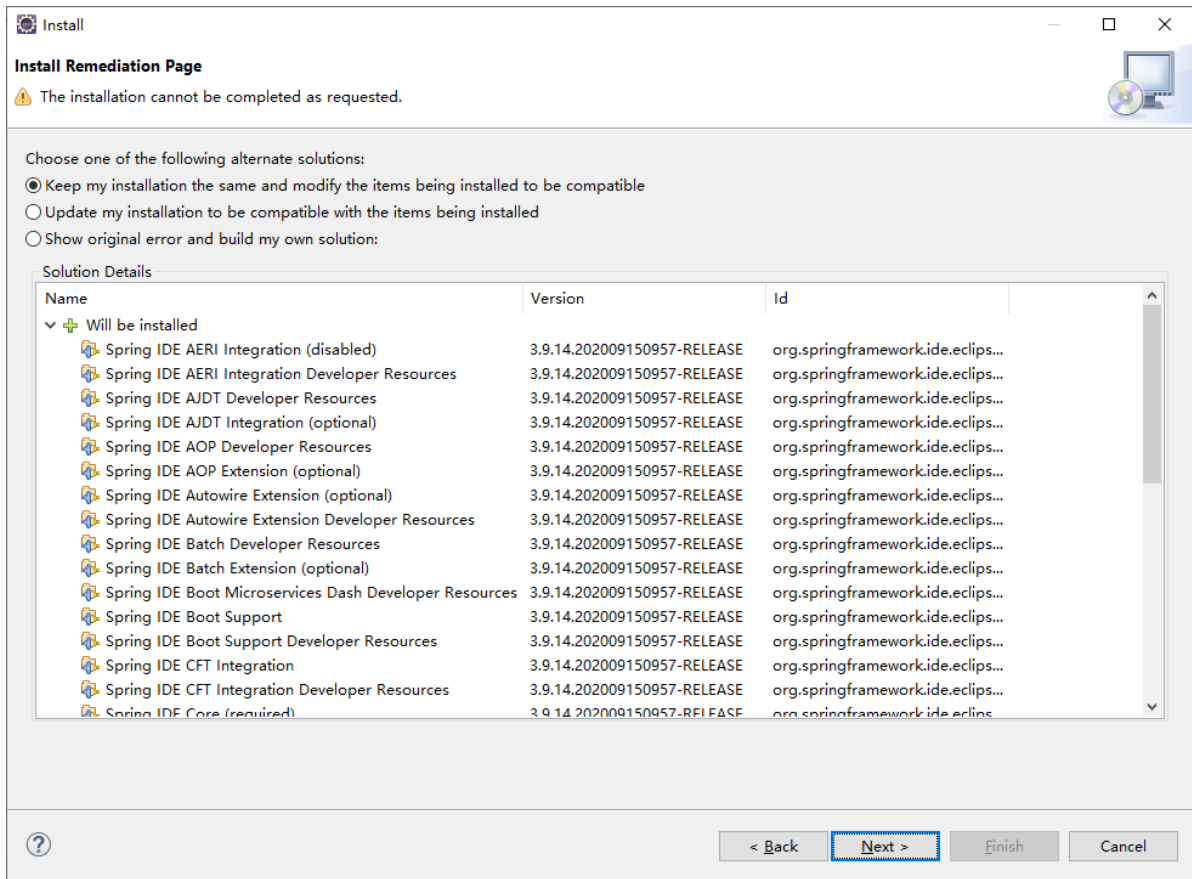 Install
Install Remediation Page
The installation cannot be completed as requested.
Choose one of the following alternate solutions:
Keep my installation the same and modify the items being installed to be compatible
Update my installation to be compatible with the items being installed
Show original error and build my own solution:
Solution Details
Name Version Id
Will be installed
Spring IDE AERI Integration (disabled) 3.9.14.202009150957-RELEASE org.springframework.ide.eclips...
Spring IDE AERI Integration Developer Resources 3.9.14.202009150957-RELEASE org.springframework.ide.eclips...
Spring IDE AJDT Developer Resources 3.9.14.202009150957-RELEASE org.springframework.ide.eclips...
Spring IDE AJDT Integration (optional) 3.9.14.202009150957-RELEASE org.springframework.ide.eclips...
Spring IDE AOP Developer Resources 3.9.14.202009150957-RELEASE org.springframework.ide.eclips...
Spring IDE AOP Extension (optional) 3.9.14.202009150957-RELEASE org.springframework.ide.eclips...
Spring IDE Autowire Extension (optional) 3.9.14.202009150957-RELEASE org.springframework.ide.eclips...
Spring IDE Autowire Extension Developer Resources 3.9.14.202009150957-RELEASE org.springframework.ide.eclips...
Spring IDE Batch Developer Resources 3.9.14.202009150957-RELEASE org.springframework.ide.eclips...
Spring IDE Batch Extension (optional) 3.9.14.202009150957-RELEASE org.springframework.ide.eclips...
Spring IDE Boot Microservices Dash Developer Resources 3.9.14.202009150957-RELEASE org.springframework.ide.eclips...
Spring IDE Boot Support 3.9.14.202009150957-RELEASE org.springframework.ide.eclips...
Spring IDE Boot Support Developer Resources 3.9.14.202009150957-RELEASE org.springframework.ide.eclips...
Spring IDE CFT Integration 3.9.14.202009150957-RELEASE org.springframework.ide.eclips...
Spring IDE CFT Integration Developer Resources 3.9.14.202009150957-RELEASE org.springframework.ide.eclips...
Spring IDE Core (required) 3.9.14.202009150957-RELEASE org.springframework.ide.eclips...
? < Back Next > Finish Cancel